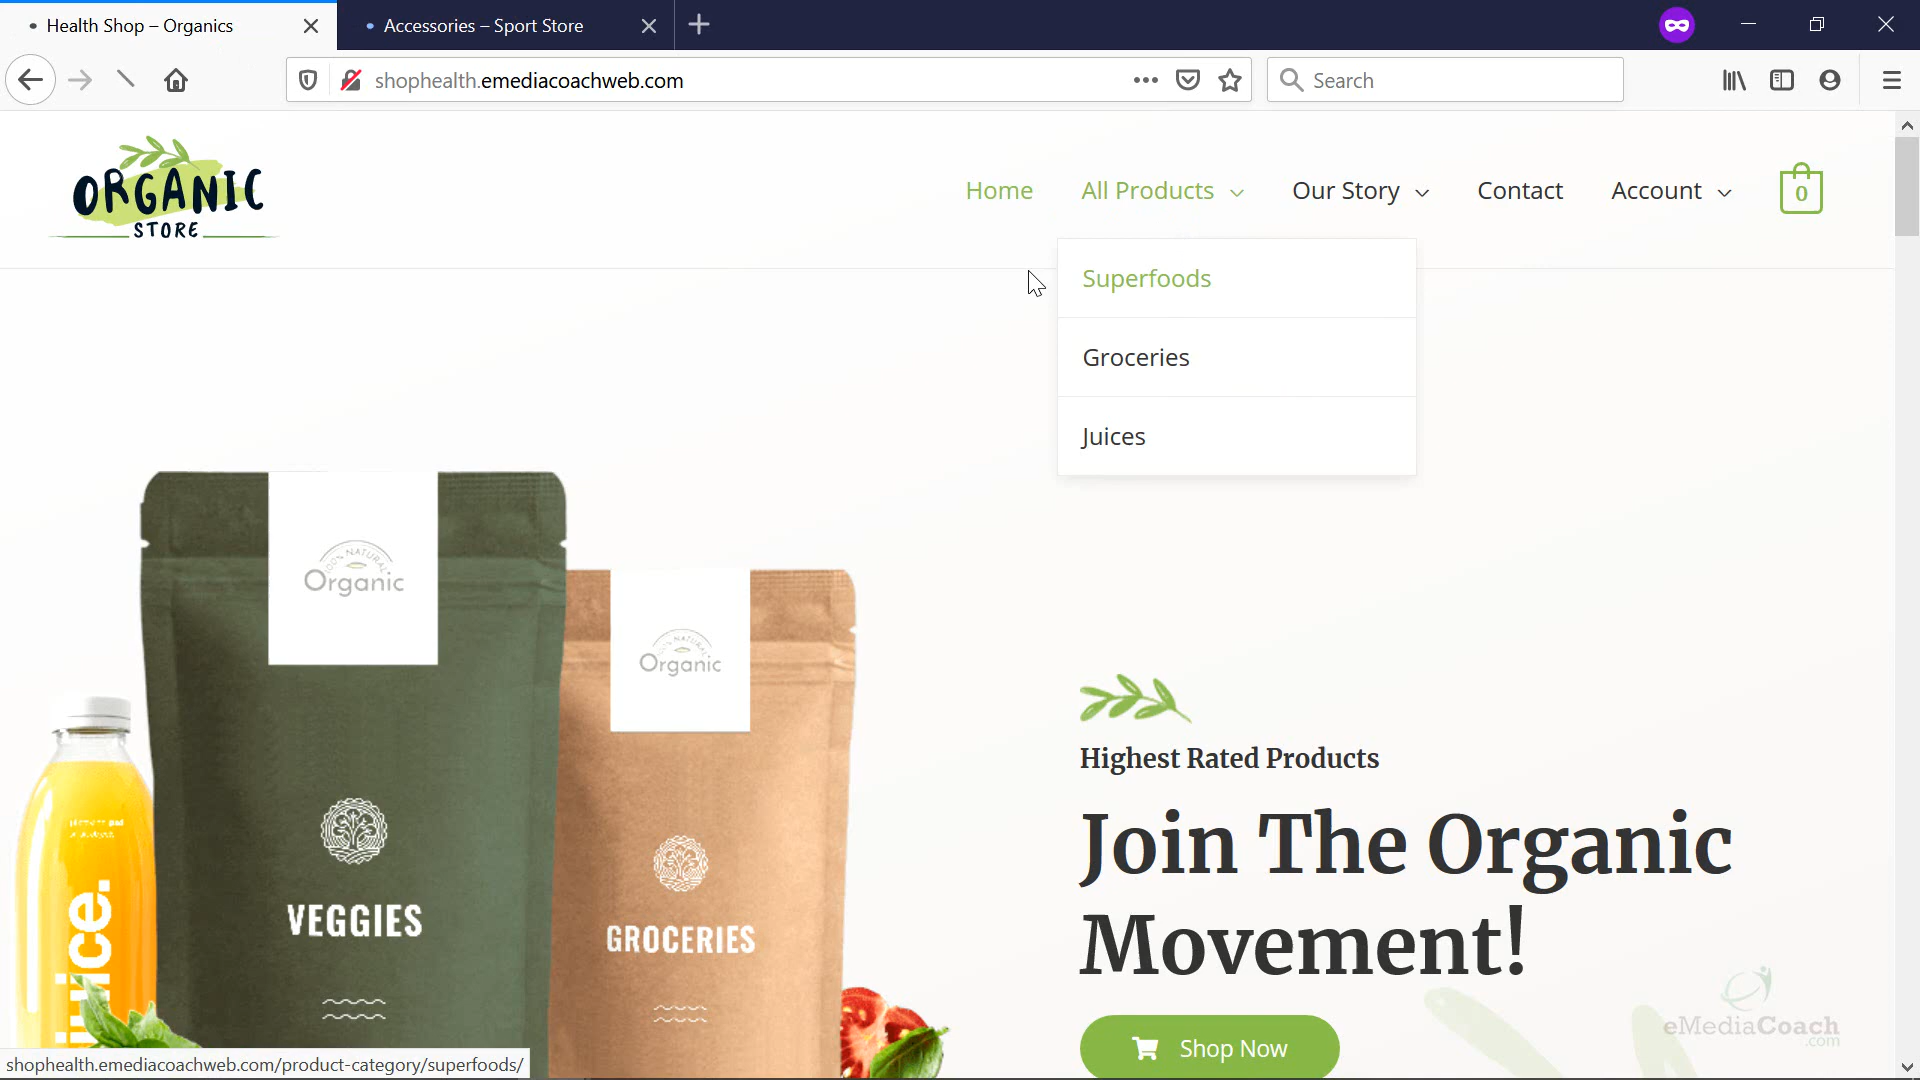 Health Shop – Organics
Accessories – Sport Store
shophealth.emediacoachweb.com
Search
ORGANIC
STORE
Home
All Products
Our Story
Contact
Account
0
Superfoods
Groceries
Juices
100% NATURAL
Organic
100% NATURAL
Organic
VEGGIES
GROCERIES
juice.
Highest Rated Products
Join The Organic
Movement!
Shop Now
eMediaCoach
.com
shophealth.emediacoachweb.com/product-category/superfoods/